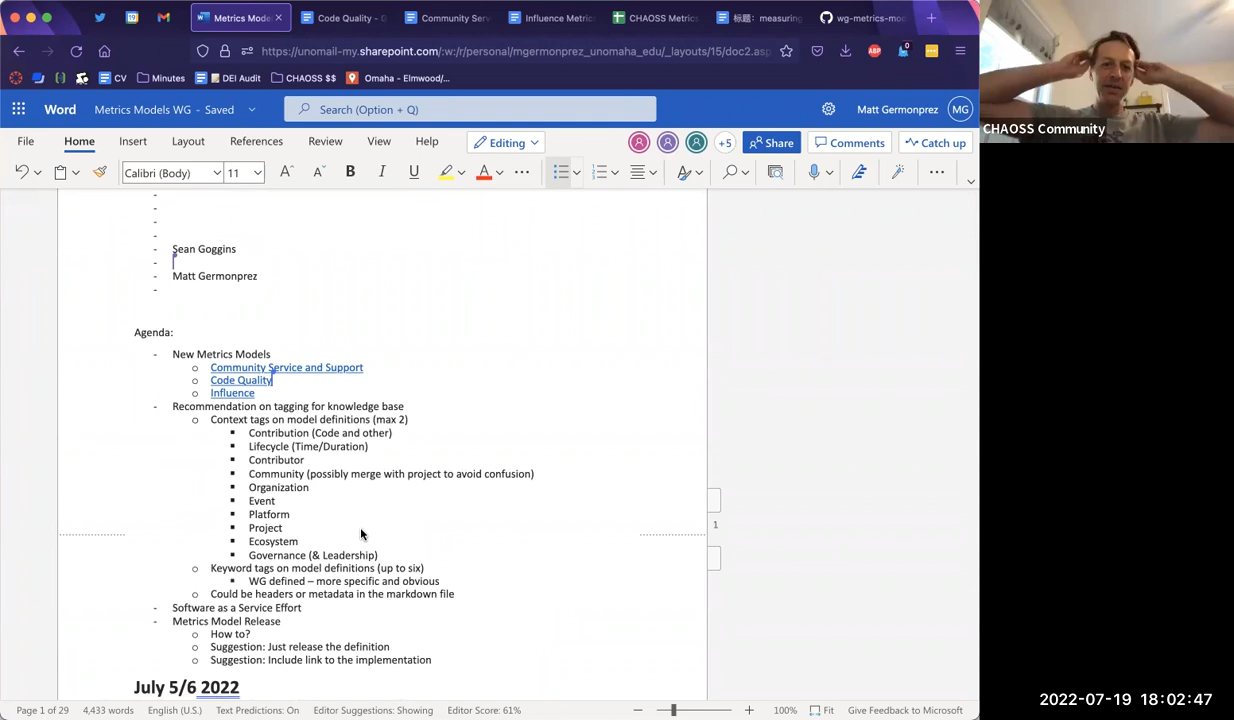 Metrics Mode
Code Quality - D
Community Serv
Influence Metric
CHAOSS Metrics
标题: measuring
wg-metrics-mod
https://unomail-my.sharepoint.com/:w:/r/personal/mgermonprez_unomaha_edu/_layouts/15/doc2.asp
CV
Minutes
DEI Audit
CHAOSS $$
Omaha - Elmwood/...
Word
Metrics Models WG - Saved
Search (Option + Q)
Matt Germonprez
MG
File
Home
Insert
Layout
References
Review
View
Help
Editing
+5
Share
Comments
Catch up
Calibri (Body)
11
Sean Goggins
Matt Germonprez
Agenda:
- New Metrics Models
o Community Service and Support
o Code Quality
o Influence
- Recommendation on tagging for knowledge base
o Context tags on model definitions (max 2)
▪ Contribution (Code and other)
▪ Lifecycle (Time/Duration)
▪ Contributor
▪ Community (possibly merge with project to avoid confusion)
▪ Organization
▪ Event
▪ Platform
▪ Project
▪ Ecosystem
▪ Governance (& Leadership)
o Keyword tags on model definitions (up to six)
▪ WG defined – more specific and obvious
o Could be headers or metadata in the markdown file
- Software as a Service Effort
- Metrics Model Release
o How to?
o Suggestion: Just release the definition
o Suggestion: Include link to the implementation
July 5/6 2022
1
Page 1 of 29
4,433 words
English (U.S.)
Text Predictions: On
Editor Suggestions: Showing
Editor Score: 61%
100%
Fit
Give Feedback to Microsoft
CHAOSS Community
2022-07-19 18:02:47